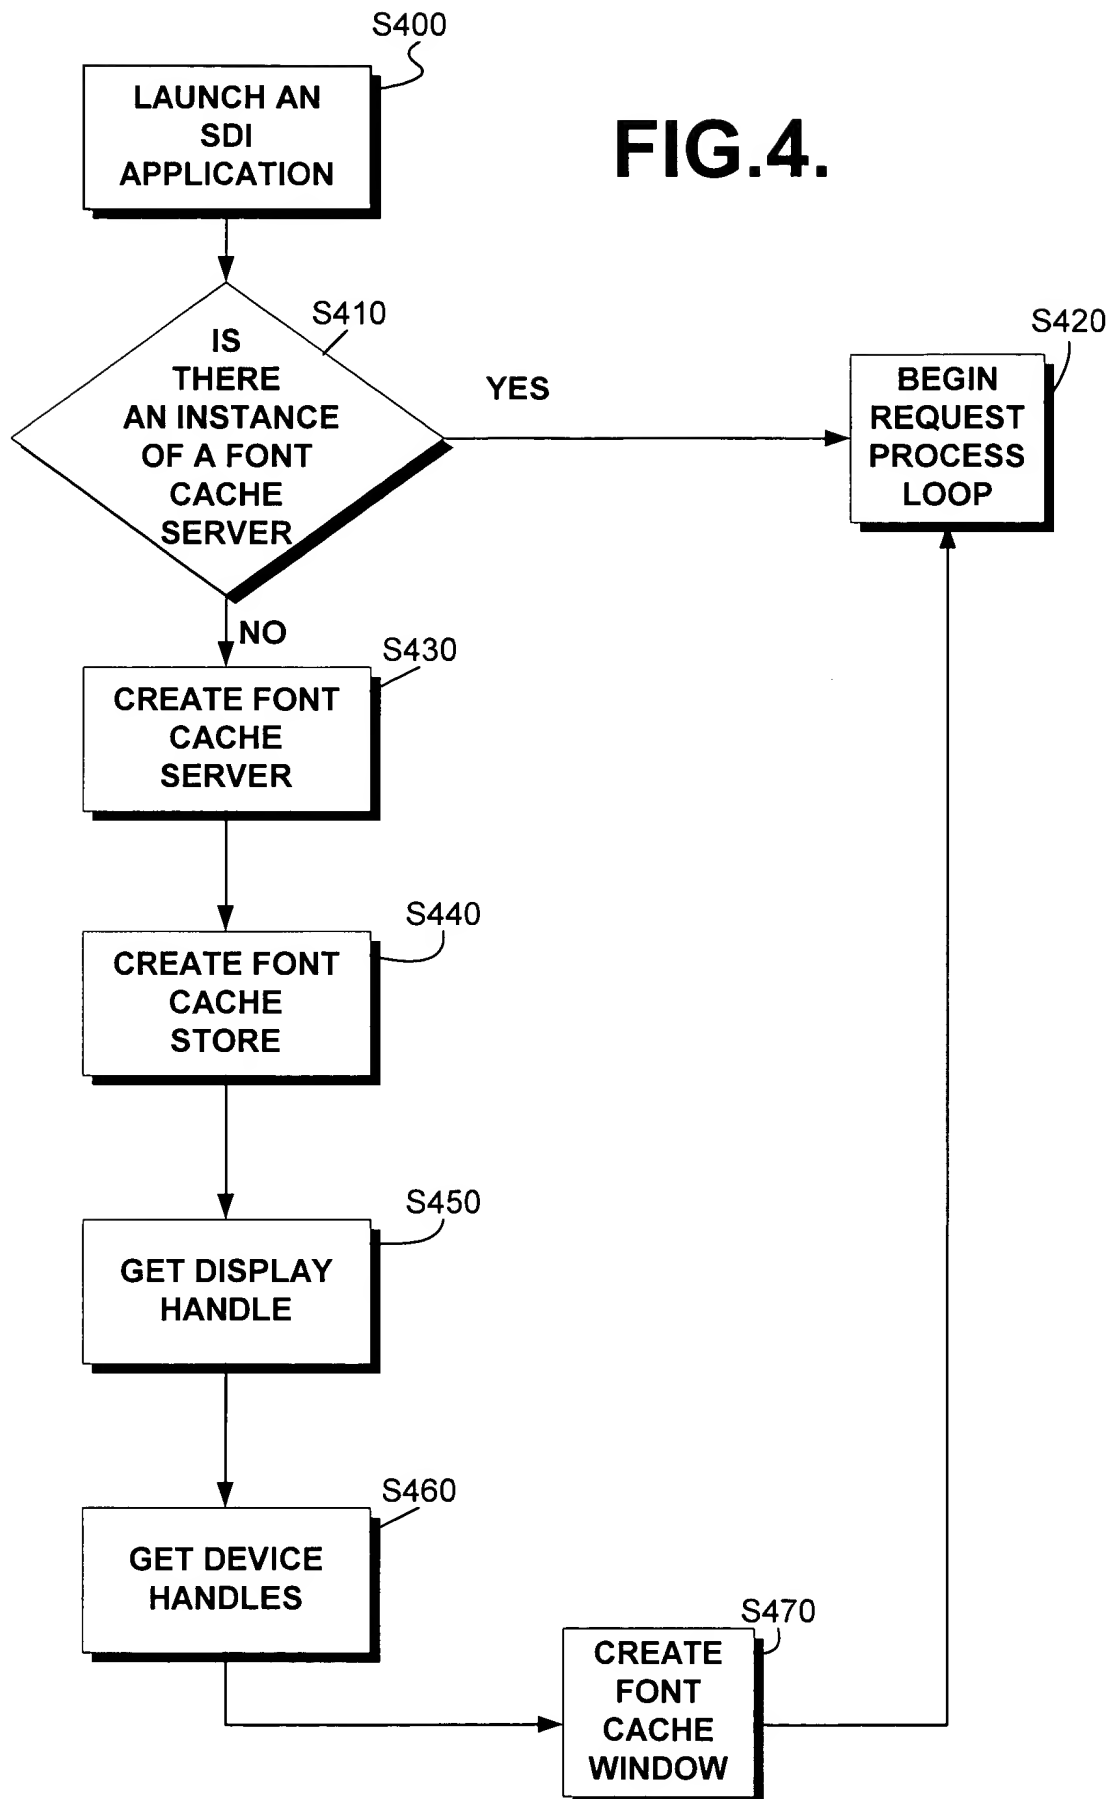 S400
LAUNCH AN
SDI
APPLICATION
FIG.4.
S410
IS
THERE
AN INSTANCE
OF A FONT
CACHE
SERVER
YES
S420
BEGIN
REQUEST
PROCESS
LOOP
NO
S430
CREATE FONT
CACHE
SERVER
S440
CREATE FONT
CACHE
STORE
S450
GET DISPLAY
HANDLE
S460
GET DEVICE
HANDLES
S470
CREATE
FONT
CACHE
WINDOW